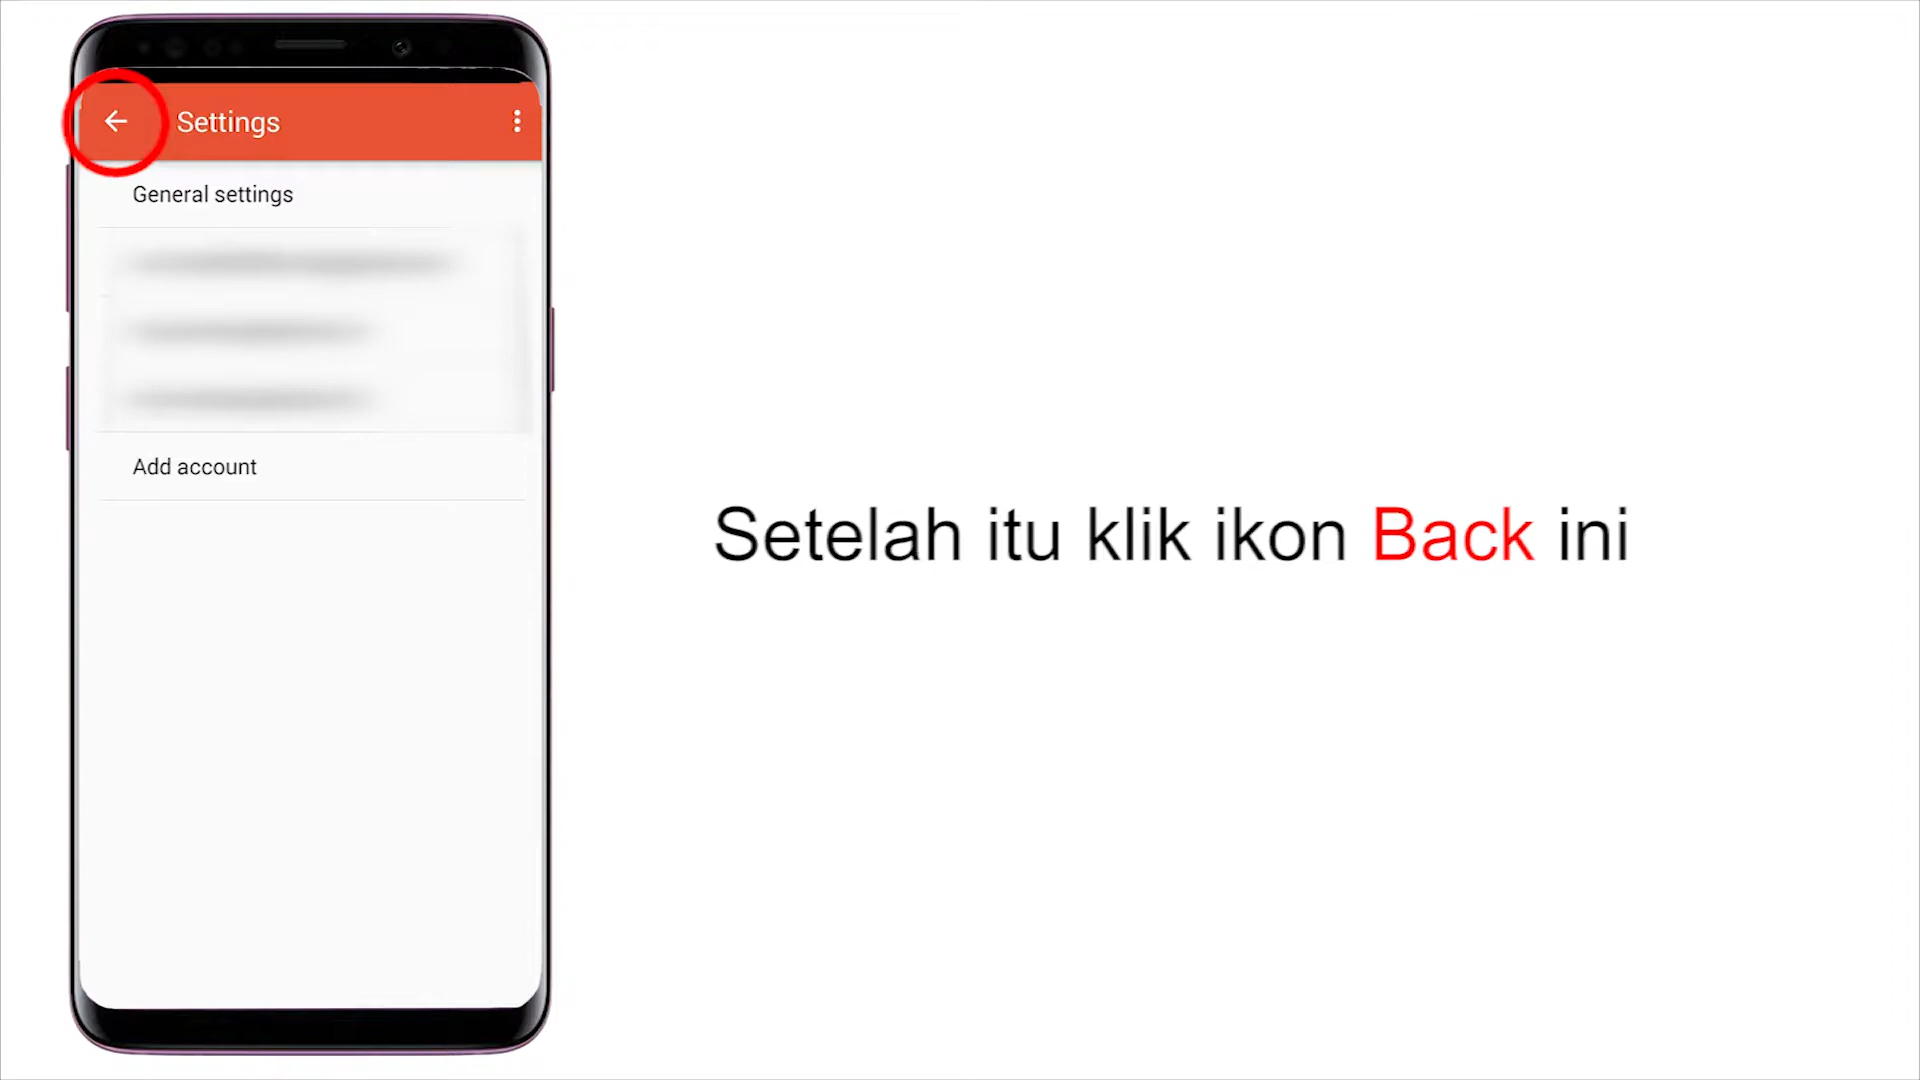 Settings
General settings
Add account
Setelah itu klik ikon Back ini